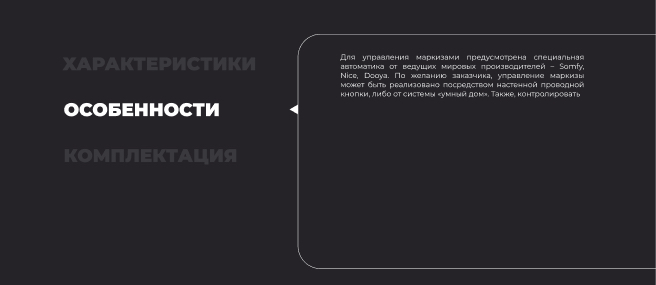 ХАРАКТЕРИСТИКИ
ОСОБЕННОСТИ
КОМПЛЕКТАЦИЯ
Для управления маркизами предусмотрена специальная
автоматика от ведущих мировых производителей – Somfy,
Nice, Dooya. По желанию заказчика, управление маркизы
может быть реализовано посредством настенной проводной
кнопки, либо от системы «умный дом». Также, контролировать